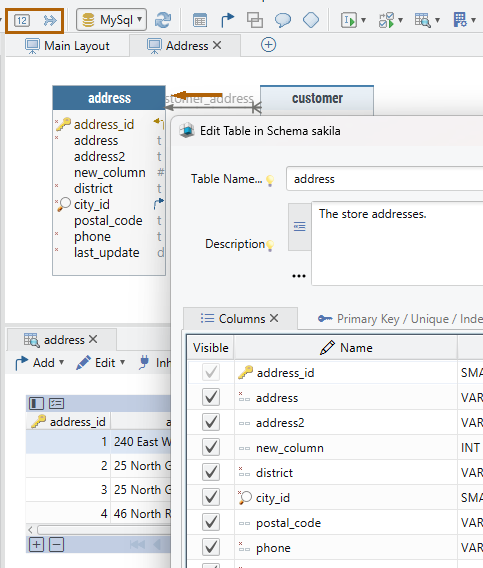 12
MySql
Main Layout
Address
address
customer
address_id
address
t
address2
t
new_column
#
district
t
city_id
postal_code
t
phone
t
last_update
d
Edit Table in Schema sakila
Table Name...
address
Description
The store addresses.
...
Columns
Primary Key / Unique / Inde
Visible
Name
address_id
SMA
address
VAR
address2
VAR
new_column
INT
district
VAR
city_id
SMA
postal_code
VAR
phone
VAR
address
Add
Edit
Inh
address_id
a
1 240 East W
2 25 North G
3 25 North G
4 46 North R